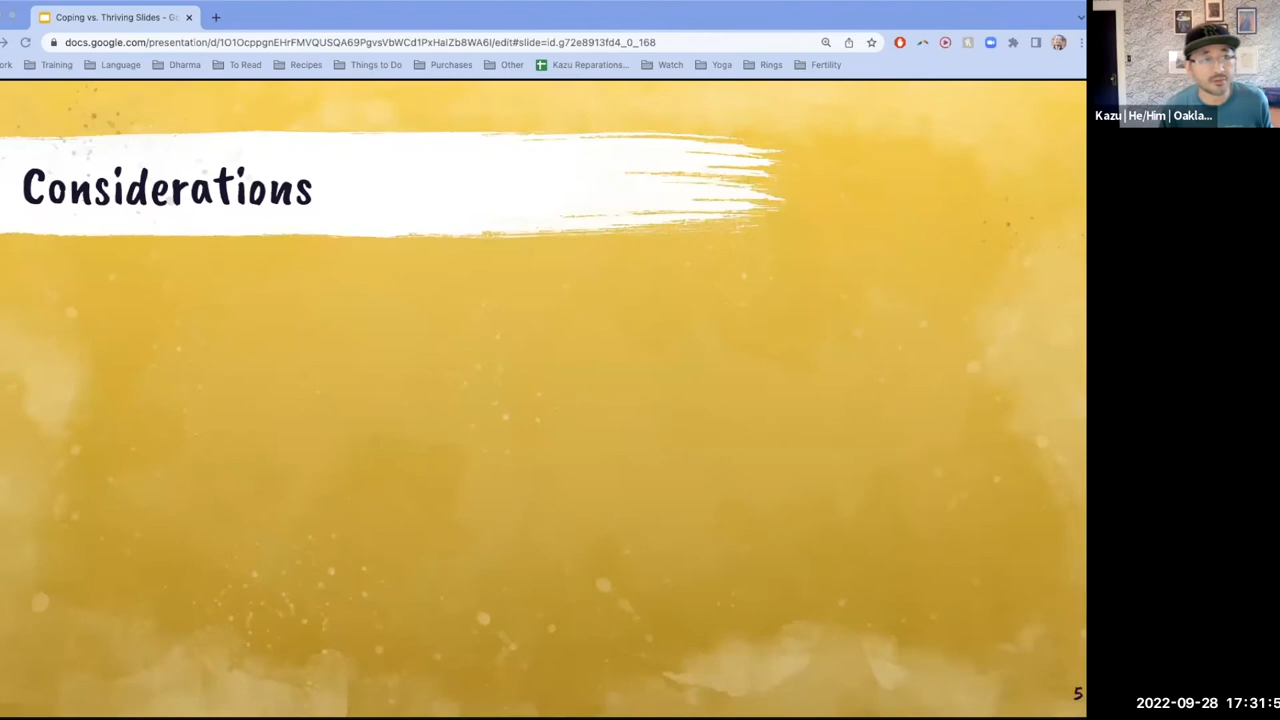 Coping vs. Thriving Slides - Go
docs.google.com/presentation/d/1O1OcppgnEHrFMVQUSQA69PgvsVbWCd1PxHaIZb8WA6I/edit#slide=id.g72e8913fd4_0_168
ork Training Language Dharma To Read Recipes Things to Do Purchases Other Kazu Reparations... Watch Yoga Rings Fertility
Kazu | He/Him | Oakla...
Considerations
5
2022-09-28 17:31:5